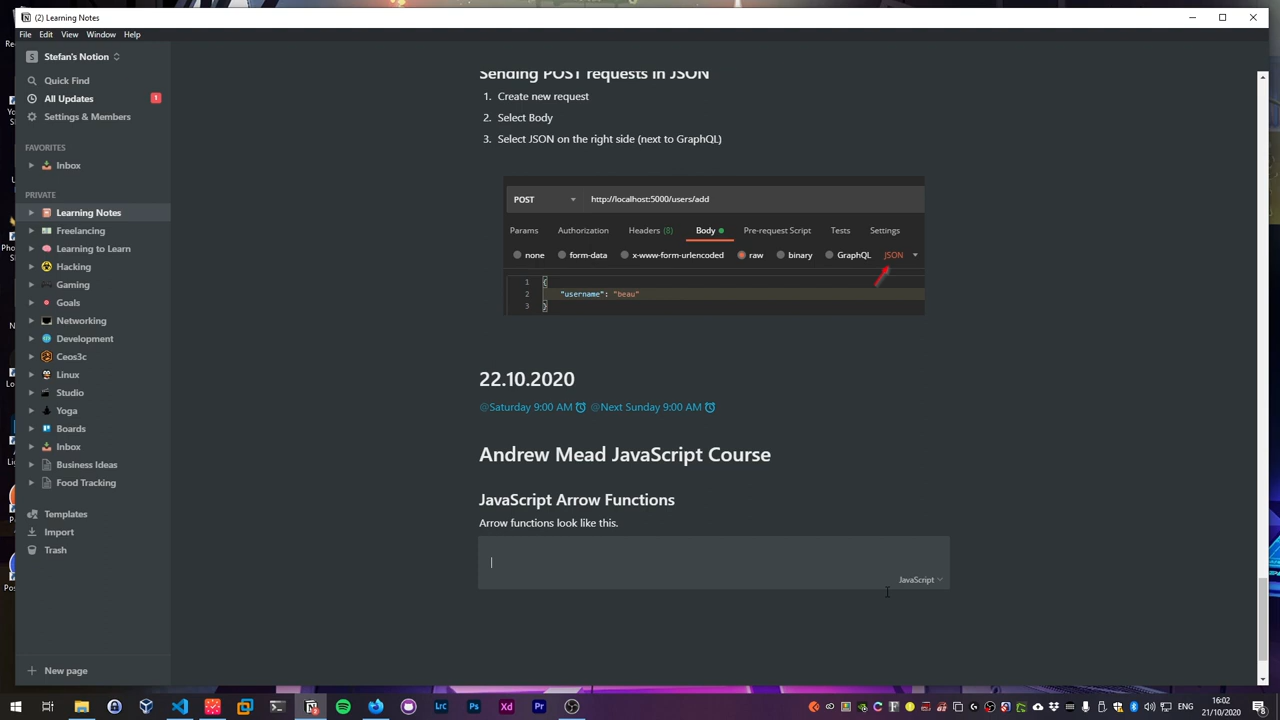 (2) Learning Notes
File Edit View Window Help
S Stefan's Notion
Quick Find
All Updates 1
Settings & Members
FAVORITES
Inbox
PRIVATE
Learning Notes
Freelancing
Learning to Learn
Hacking
Gaming
Goals
Networking
Development
Ceos3c
Linux
Studio
Yoga
Boards
Inbox
Business Ideas
Food Tracking
Templates
Import
Trash
New page
Sending POST requests in JSON
1. Create new request
2. Select Body
3. Select JSON on the right side (next to GraphQL)
POST http://localhost:5000/users/add
Params Authorization Headers (8) Body Pre-request Script Tests Settings
none form-data x-www-form-urlencoded raw binary GraphQL JSON
1 {
2 "username": "beau"
3 }
22.10.2020
@Saturday 9:00 AM @Next Sunday 9:00 AM
Andrew Mead JavaScript Course
JavaScript Arrow Functions
Arrow functions look like this.
JavaScript
Lrc Ps Xd Pr
ENG
16:02
21/10/2020